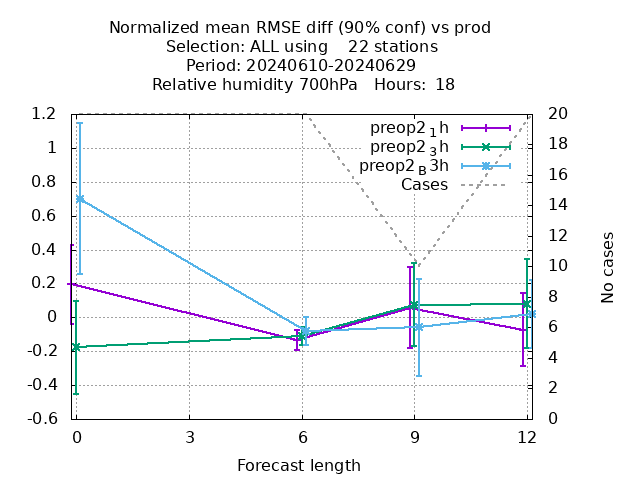 Normalized mean RMSE diff (90% conf) vs prod
Selection: ALL using    22 stations
Period: 20240610-20240629
Relative humidity 700hPa   Hours:  18
preop2 1h
preop2 3h
preop2 B3h
Cases
1.2
1
0.8
0.6
0.4
0.2
0
-0.2
-0.4
-0.6
20
18
16
14
12
10
8
6
4
2
0
No cases
0 3 6 9 12
Forecast length